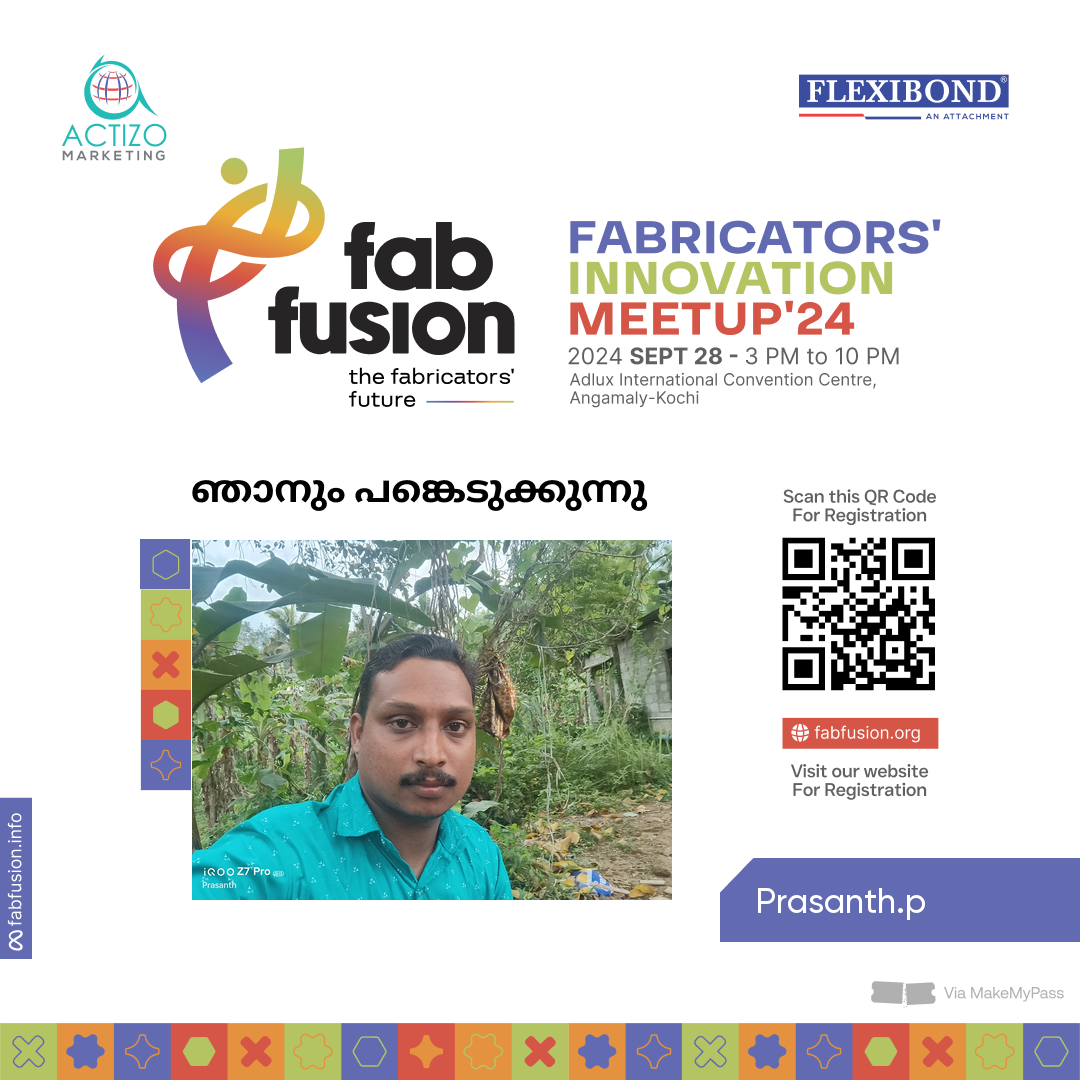 ACTIZO
MARKETING
FLEXIBOND®
AN ATTACHMENT
fab
fusion
the fabricators'
future
FABRICATORS'
INNOVATION
MEETUP'24
2024 SEPT 28 - 3 PM to 10 PM
Adlux International Convention Centre,
Angamaly-Kochi
ഞാനും പങ്കെടുക്കുന്നു
Scan this QR Code
For Registration
fabfusion.org
Visit our website
For Registration
iQOO Z7 Pro 5G
Prasanth
fabfusion.info
Prasanth.p
Via MakeMyPass